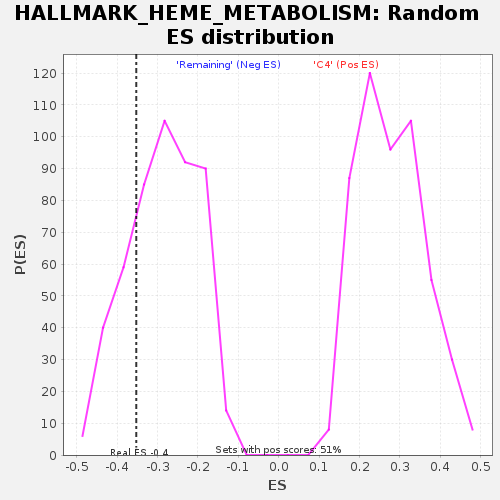 HALLMARK_HEME_METABOLISM: Random
ES distribution
'Remaining' (Neg ES) 'C4' (Pos ES)
120
110
100
90
80
70
60
50
40
30
20
10
0
P(ES)
Real ES -0.4
Sets with pos scores: 51%
-0.5 -0.4 -0.3 -0.2 -0.1 0.0 0.1 0.2 0.3 0.4 0.5
ES